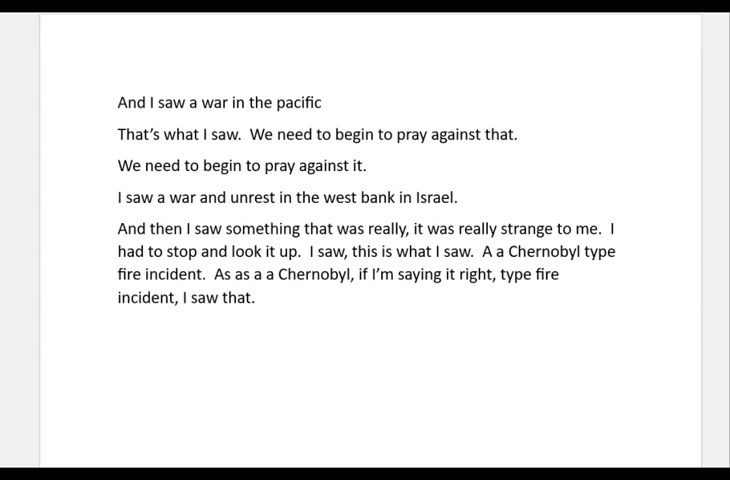 And I saw a war in the pacific
That's what I saw.  We need to begin to pray against that.
We need to begin to pray against it.
I saw a war and unrest in the west bank in Israel.
And then I saw something that was really, it was really strange to me.  I
had to stop and look it up.  I saw, this is what I saw.  A a Chernobyl type
fire incident.  As as a a Chernobyl, if I'm saying it right, type fire
incident, I saw that.